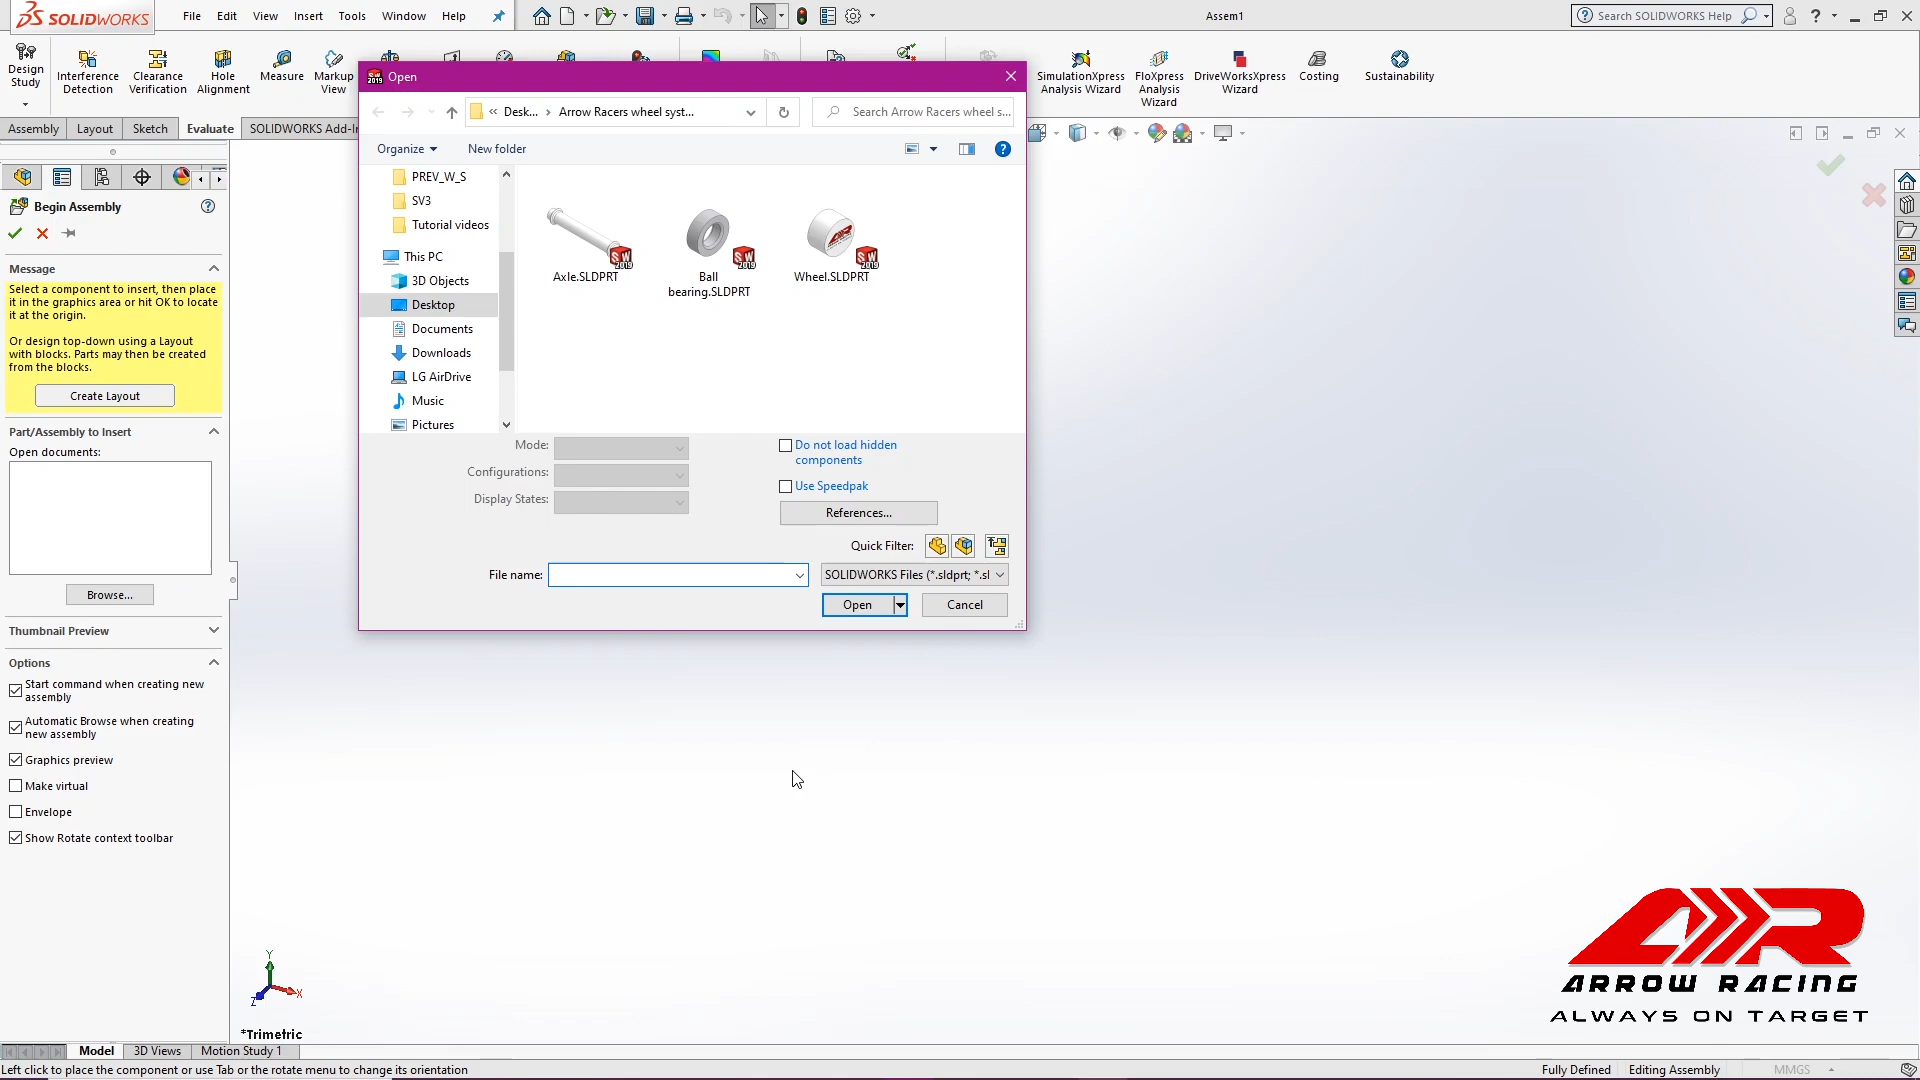 SOLIDWORKS
File Edit View Insert Tools Window Help
Assem1
Search SOLIDWORKS Help
Design Study
Interference Detection
Clearance Verification
Hole Alignment
Measure
Markup View
SimulationXpress Analysis Wizard
FloXpress Analysis Wizard
DriveWorksXpress Wizard
Costing
Sustainability
Assembly Layout Sketch Evaluate SOLIDWORKS Add-In
SW 2019 Open
« Desk... › Arrow Racers wheel syst...
Search Arrow Racers wheel s...
Organize
New folder
PREV_W_S
SV3
Tutorial videos
This PC
3D Objects
Desktop
Documents
Downloads
LG AirDrive
Music
Pictures
Axle.SLDPRT
Ball
bearing.SLDPRT
Wheel.SLDPRT
Mode:
Configurations:
Display States:
Do not load hidden
components
Use Speedpak
References...
Quick Filter:
File name:
SOLIDWORKS Files (*.sldprt; *.sl
Open
Cancel
Begin Assembly
Message
Select a component to insert, then place
it in the graphics area or hit OK to locate
it at the origin.
Or design top-down using a Layout
with blocks. Parts may then be created
from the blocks.
Create Layout
Part/Assembly to Insert
Open documents:
Browse...
Thumbnail Preview
Options
Start command when creating new
assembly
Automatic Browse when creating
new assembly
Graphics preview
Make virtual
Envelope
Show Rotate context toolbar
Y
X
Z
*Trimetric
AR
ARROW RACING
ALWAYS ON TARGET
Model 3D Views Motion Study 1
Left click to place the component or use Tab or the rotate menu to change its orientation
Fully Defined Editing Assembly MMGS